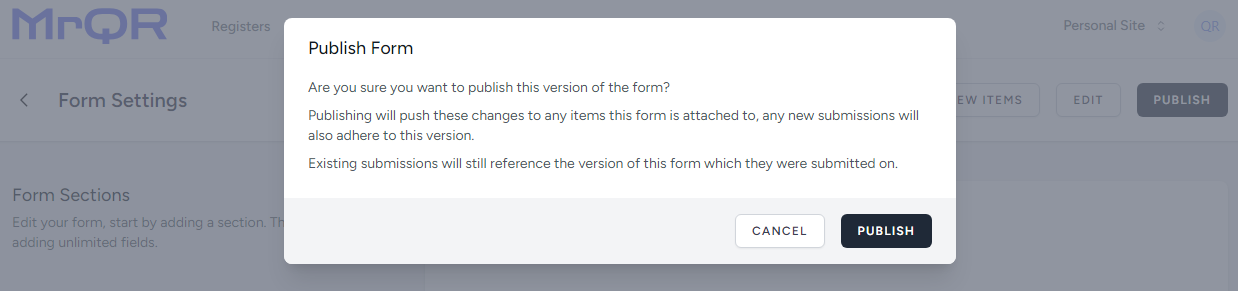 MrQR
Registers
Personal Site
QR
Publish Form
Are you sure you want to publish this version of the form?
Publishing will push these changes to any items this form is attached to, any new submissions will
also adhere to this version.
Existing submissions will still reference the version of this form which they were submitted on.
CANCEL
PUBLISH
Form Settings
EW ITEMS
EDIT
PUBLISH
Form Sections
Edit your form, start by adding a section. Th
adding unlimited fields.